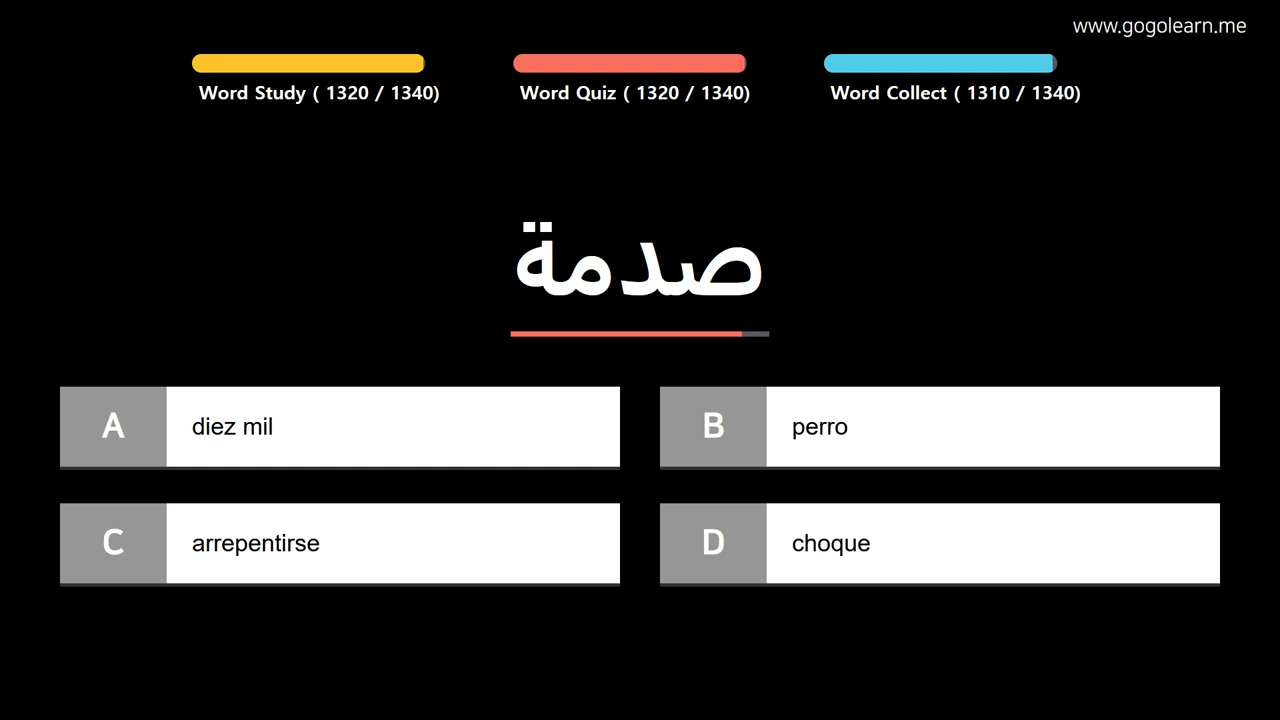 www.gogolearn.me
Word Study ( 1320 / 1340)
Word Quiz ( 1320 / 1340)
Word Collect ( 1310 / 1340)
صدمة
A diez mil
B perro
C arrepentirse
D choque